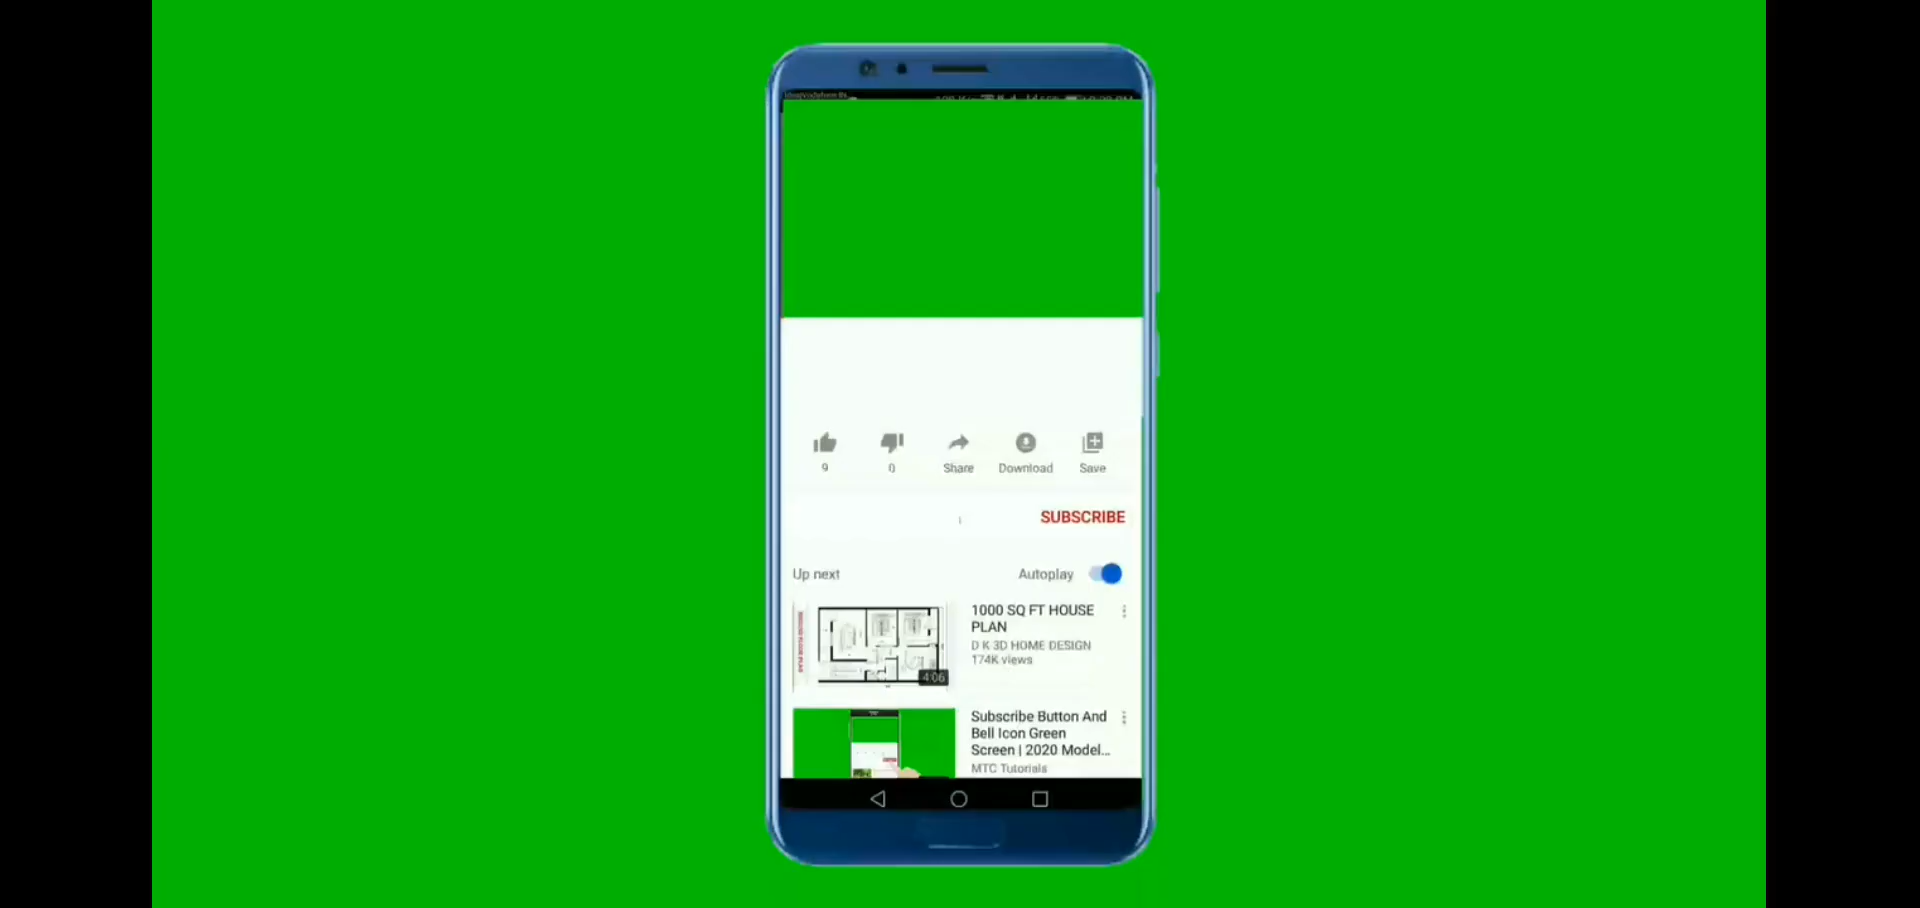 9
0
Share
Download
Save
SUBSCRIBE
Up next
Autoplay
1000 SQ FT HOUSE
PLAN
D K 3D HOME DESIGN
174K views
4:06
Subscribe Button And
Bell Icon Green
Screen | 2020 Model...
MTC Tutorials